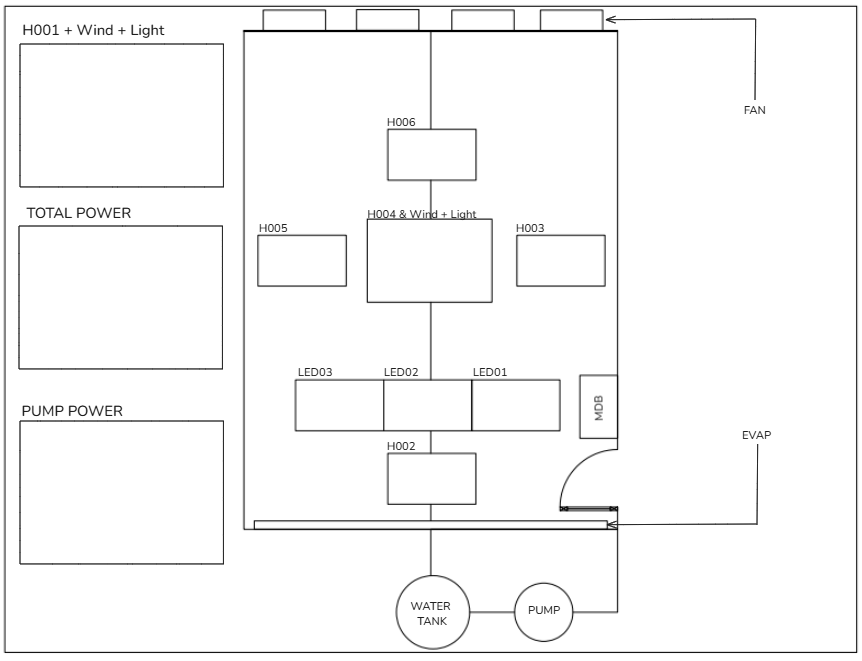 H001 + Wind + Light
FAN
H006
TOTAL POWER
H004 & Wind + Light
H005
H003
LED03
LED02
LED01
MDB
PUMP POWER
EVAP
H002
WATER
TANK
PUMP